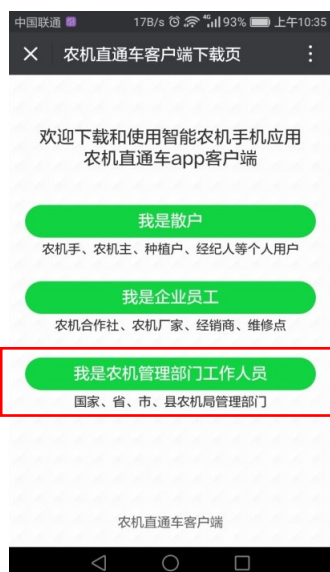 中国联通 17B/s 4G 93% 上午10:35
农机直通车客户端下载页
欢迎下载和使用智能农机手机应用
农机直通车app客户端
我是散户
农机手、农机主、种植户、经纪人等个人用户
我是企业员工
农机合作社、农机厂家、经销商、维修点
我是农机管理部门工作人员
国家、省、市、县农机局管理部门
农机直通车客户端